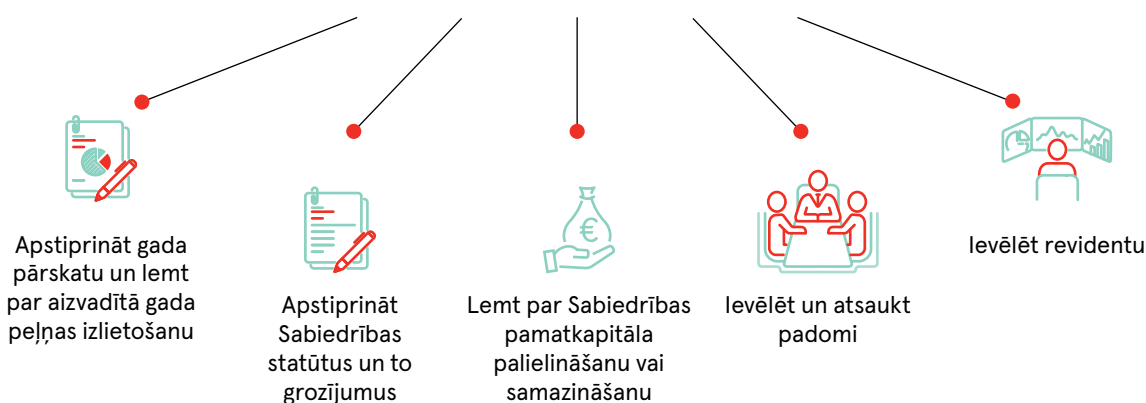 Apstiprināt gada
pārskatu un lemt
par aizvadītā gada
peļņas izlietošanu
Apstiprināt
Sabiedrības
statūtus un to
grozījumus
Lemt par Sabiedrības
pamatkapitāla
palielināšanu vai
samazināšanu
€
Ievēlēt un atsaukt
padomi
Ievēlēt revidentu